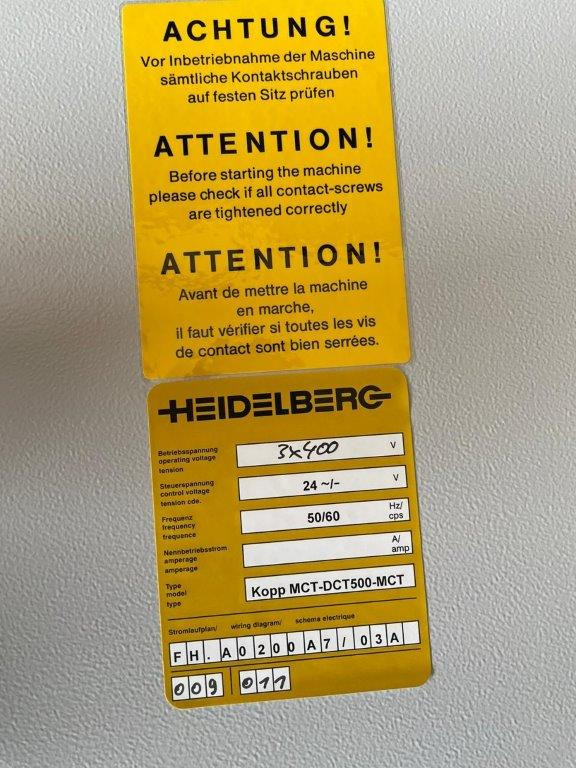 ACHTUNG!
Vor Inbetriebnahme der Maschine
sämtliche Kontaktschrauben
auf festen Sitz prüfen
ATTENTION!
Before starting the machine
please check if all contact-screws
are tightened correctly
ATTENTION!
Avant de mettre la machine
en marche,
il faut vérifier si toutes les vis
de contact sont bien serrées.
HEIDELBERG
Betriebsspannung
operating voltage
tension
3x400 V
Steuerspannung
control voltage
tension cde.
24 ~/- V
Frequenz
frequency
frequence
50/60 Hz/
cps
Nennbetriebsstrom
amperage
amperage
A/
amp
Type
model
type
Kopp MCT-DCT500-MCT
Stromlaufplan/ wiring diagram/ schema electrique
FH.A0200A7/03A
009 011